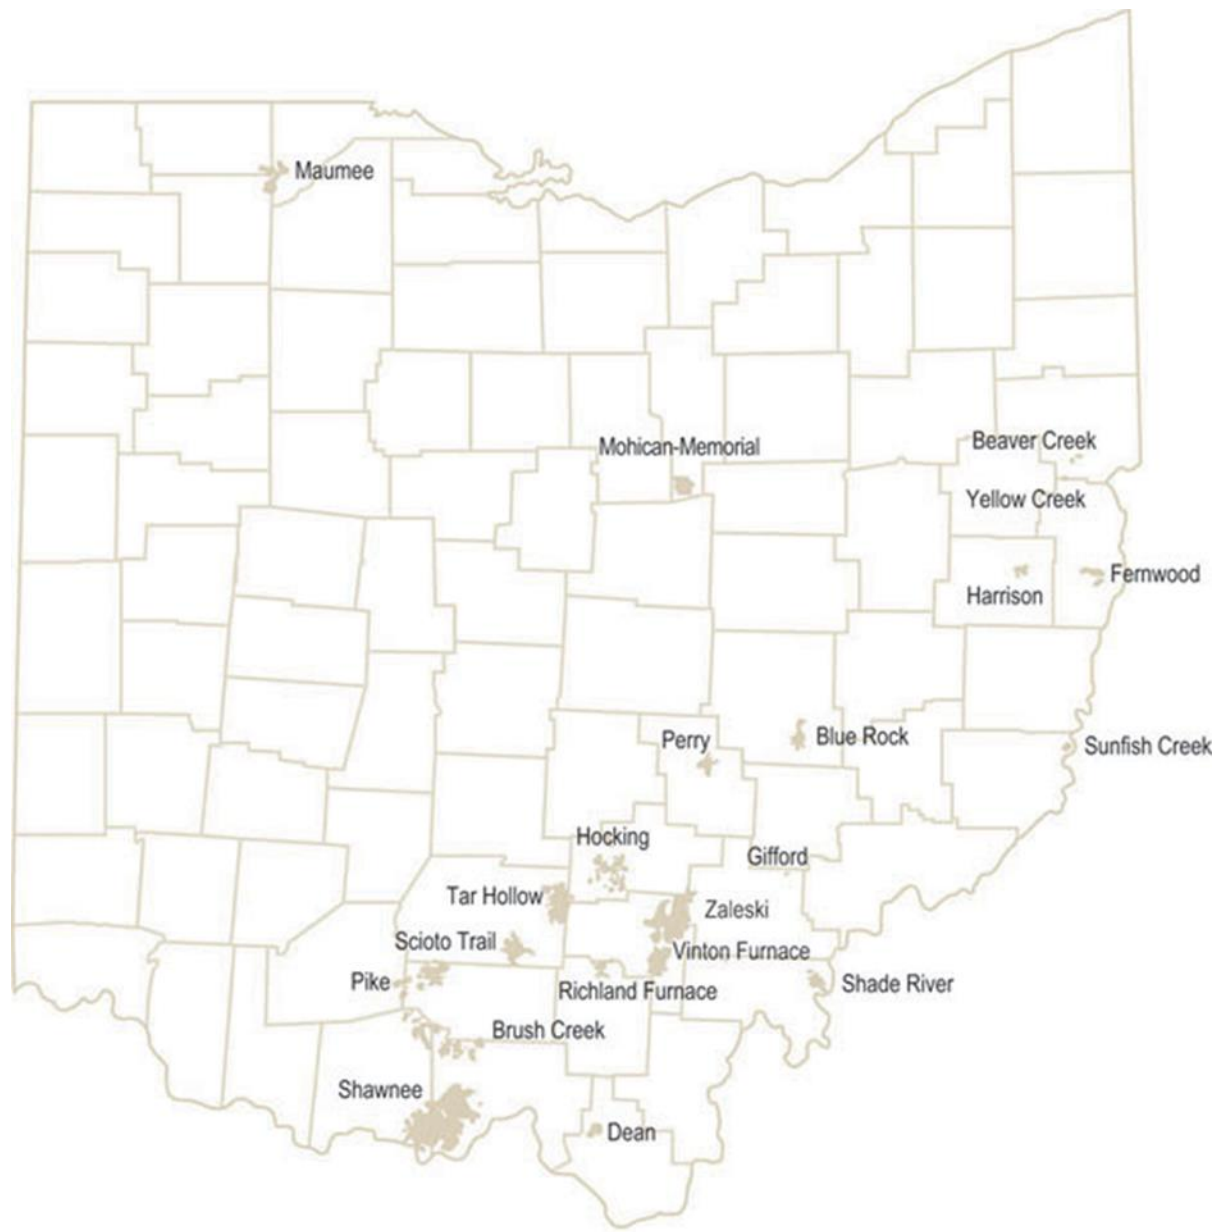 Maumee
Mohican-Memorial
Beaver Creek
Yellow Creek
Fernwood
Harrison
Perry
Blue Rock
Sunfish Creek
Hocking
Gifford
Tar Hollow
Zaleski
Scioto Trail
Vinton Furnace
Pike
Richland Furnace
Shade River
Brush Creek
Shawnee
Dean